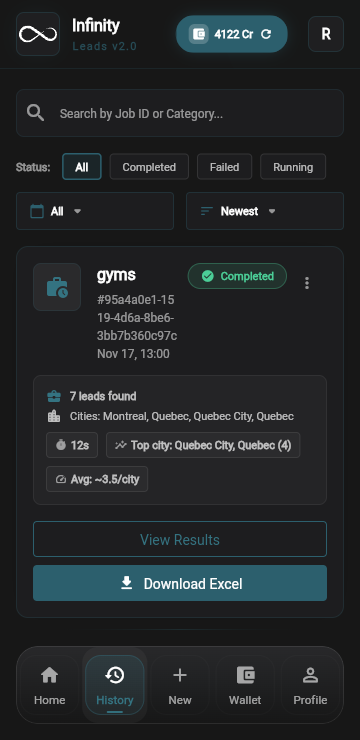 Infinity
Leads v2.0
4122 Cr
R
Search by Job ID or Category...
Status:
All
Completed
Failed
Running
All
Newest
gyms
Completed
#95a4a0e1-15
19-4d6a-8be6-
3bb7b360c97c
Nov 17, 13:00
7 leads found
Cities: Montreal, Quebec, Quebec City, Quebec
12s
Top city: Quebec City, Quebec (4)
Avg: ~3.5/city
View Results
Download Excel
Home
History
New
Wallet
Profile